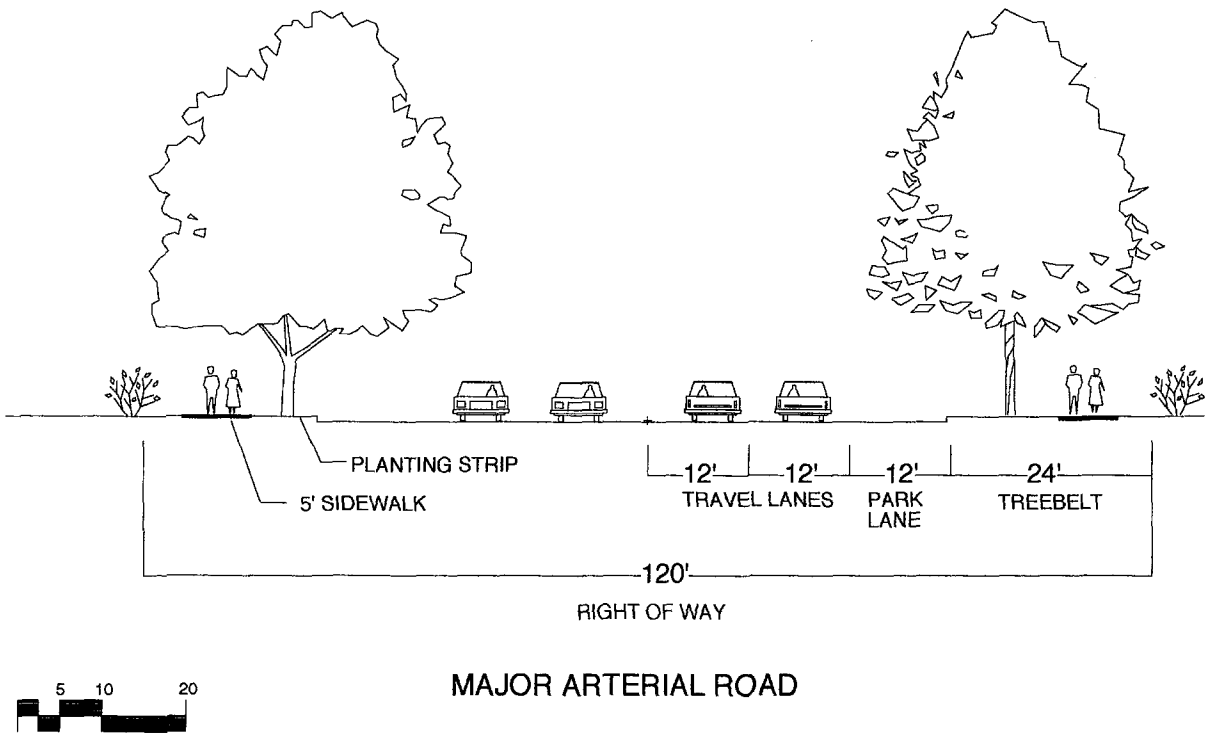 PLANTING STRIP
5' SIDEWALK
12' 12' 12' 24'
TRAVEL LANES PARK LANE TREEBELT
120'
RIGHT OF WAY
MAJOR ARTERIAL ROAD
5 10 20